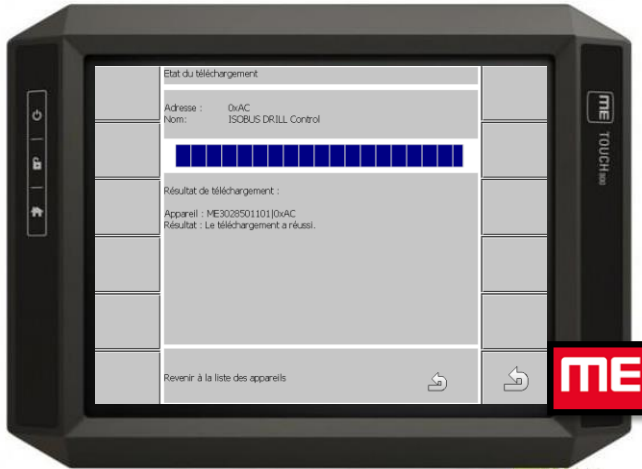 Etat du téléchargement
Adresse : 0xAC
Nom: ISOBUS DRILL Control
Résultat de téléchargement :
Appareil : ME3028501101|0xAC
Résultat : Le téléchargement a réussi.
Revenir à la liste des appareils
ME TOUCH 800
ME